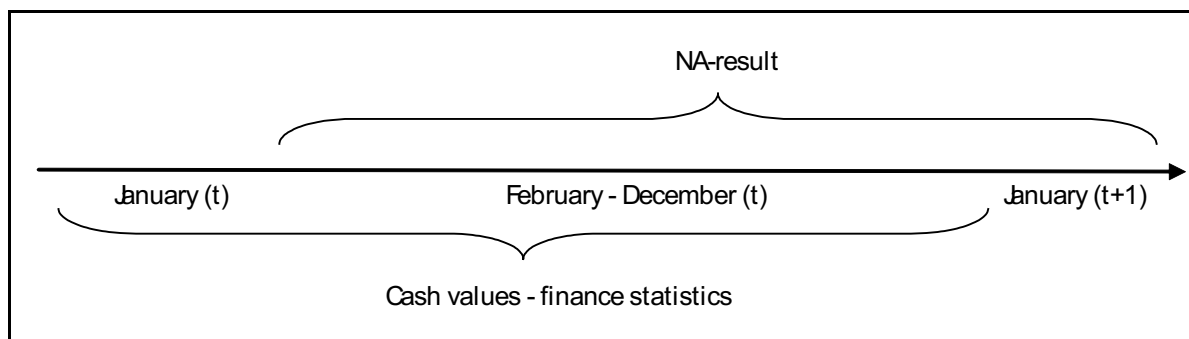 NA-result
January (t) February - December (t) January (t+1)
Cash values - finance statistics